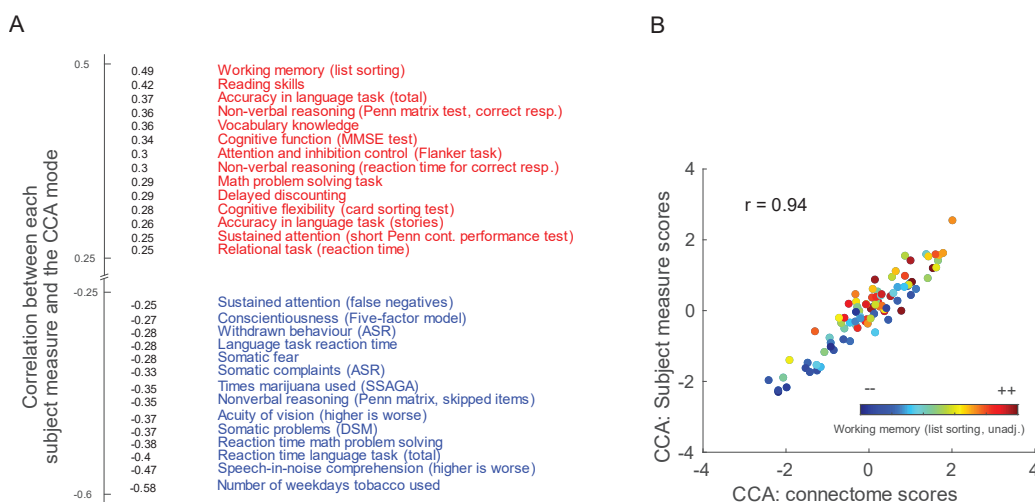 A
Correlation between each
subject measure and the CCA mode
0.5
0.25
-0.25
-0.6
0.49 Working memory (list sorting)
0.42 Reading skills
0.37 Accuracy in language task (total)
0.36 Non-verbal reasoning (Penn matrix test, correct resp.)
0.36 Vocabulary knowledge
0.34 Cognitive function (MMSE test)
0.3 Attention and inhibition control (Flanker task)
0.3 Non-verbal reasoning (reaction time for correct resp.)
0.29 Math problem solving task
0.29 Delayed discounting
0.28 Cognitive flexibility (card sorting test)
0.26 Accuracy in language task (stories)
0.25 Sustained attention (short Penn cont. performance test)
0.25 Relational task (reaction time)
-0.25 Sustained attention (false negatives)
-0.27 Conscientiousness (Five-factor model)
-0.28 Withdrawn behaviour (ASR)
-0.28 Language task reaction time
-0.28 Somatic fear
-0.33 Somatic complaints (ASR)
-0.35 Times marijuana used (SSAGA)
-0.35 Nonverbal reasoning (Penn matrix, skipped items)
-0.37 Acuity of vision (higher is worse)
-0.37 Somatic problems (DSM)
-0.38 Reaction time math problem solving
-0.4 Reaction time language task (total)
-0.47 Speech-in-noise comprehension (higher is worse)
-0.58 Number of weekdays tobacco used
B
CCA: Subject measure scores
4
2
0
-2
-4
r = 0.94
-- ++
Working memory (list sorting, unadj.)
-4 -2 0 2 4
CCA: connectome scores